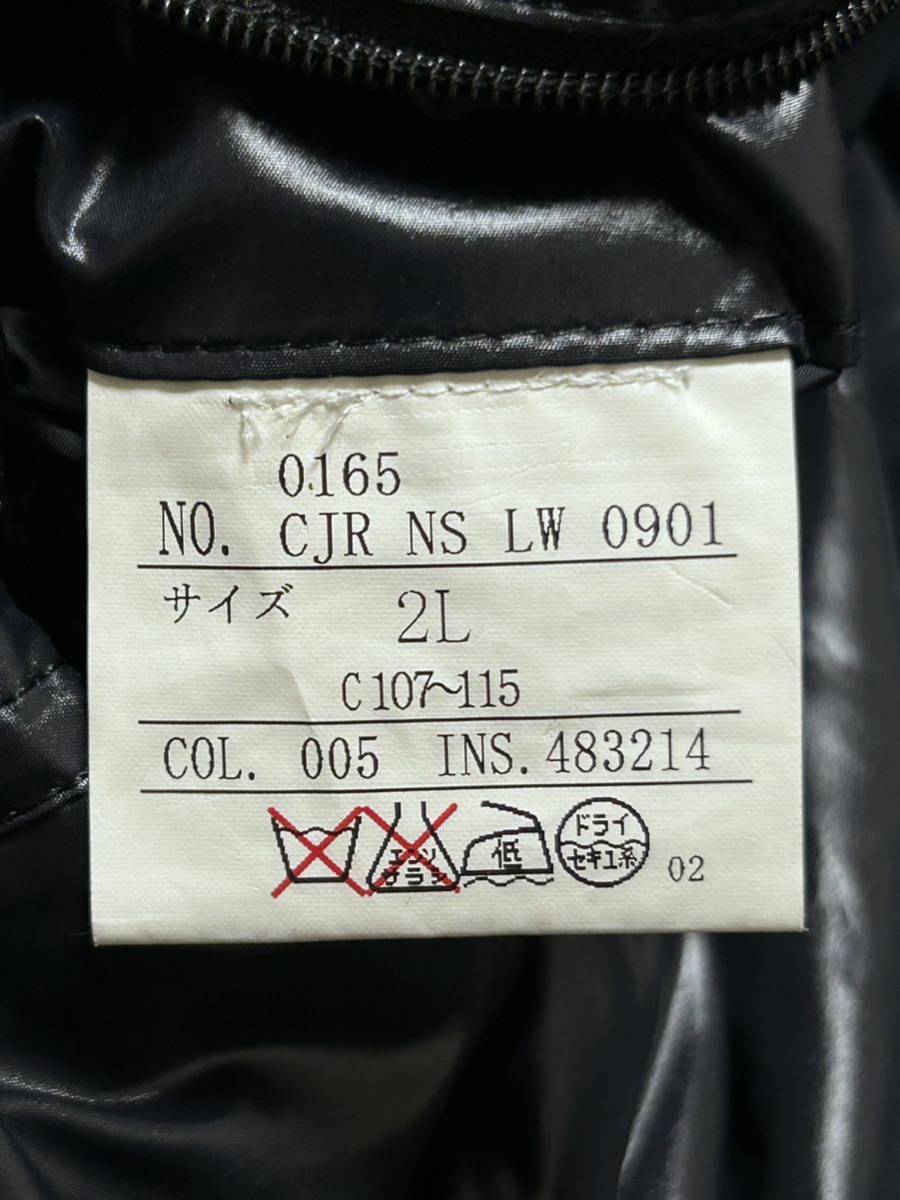 0165
NO. CJR NS LW 0901
サイズ 2L
C107～115
COL. 005 INS. 483214
エンソ
サラシ
低
ドライ
セキユ系
02